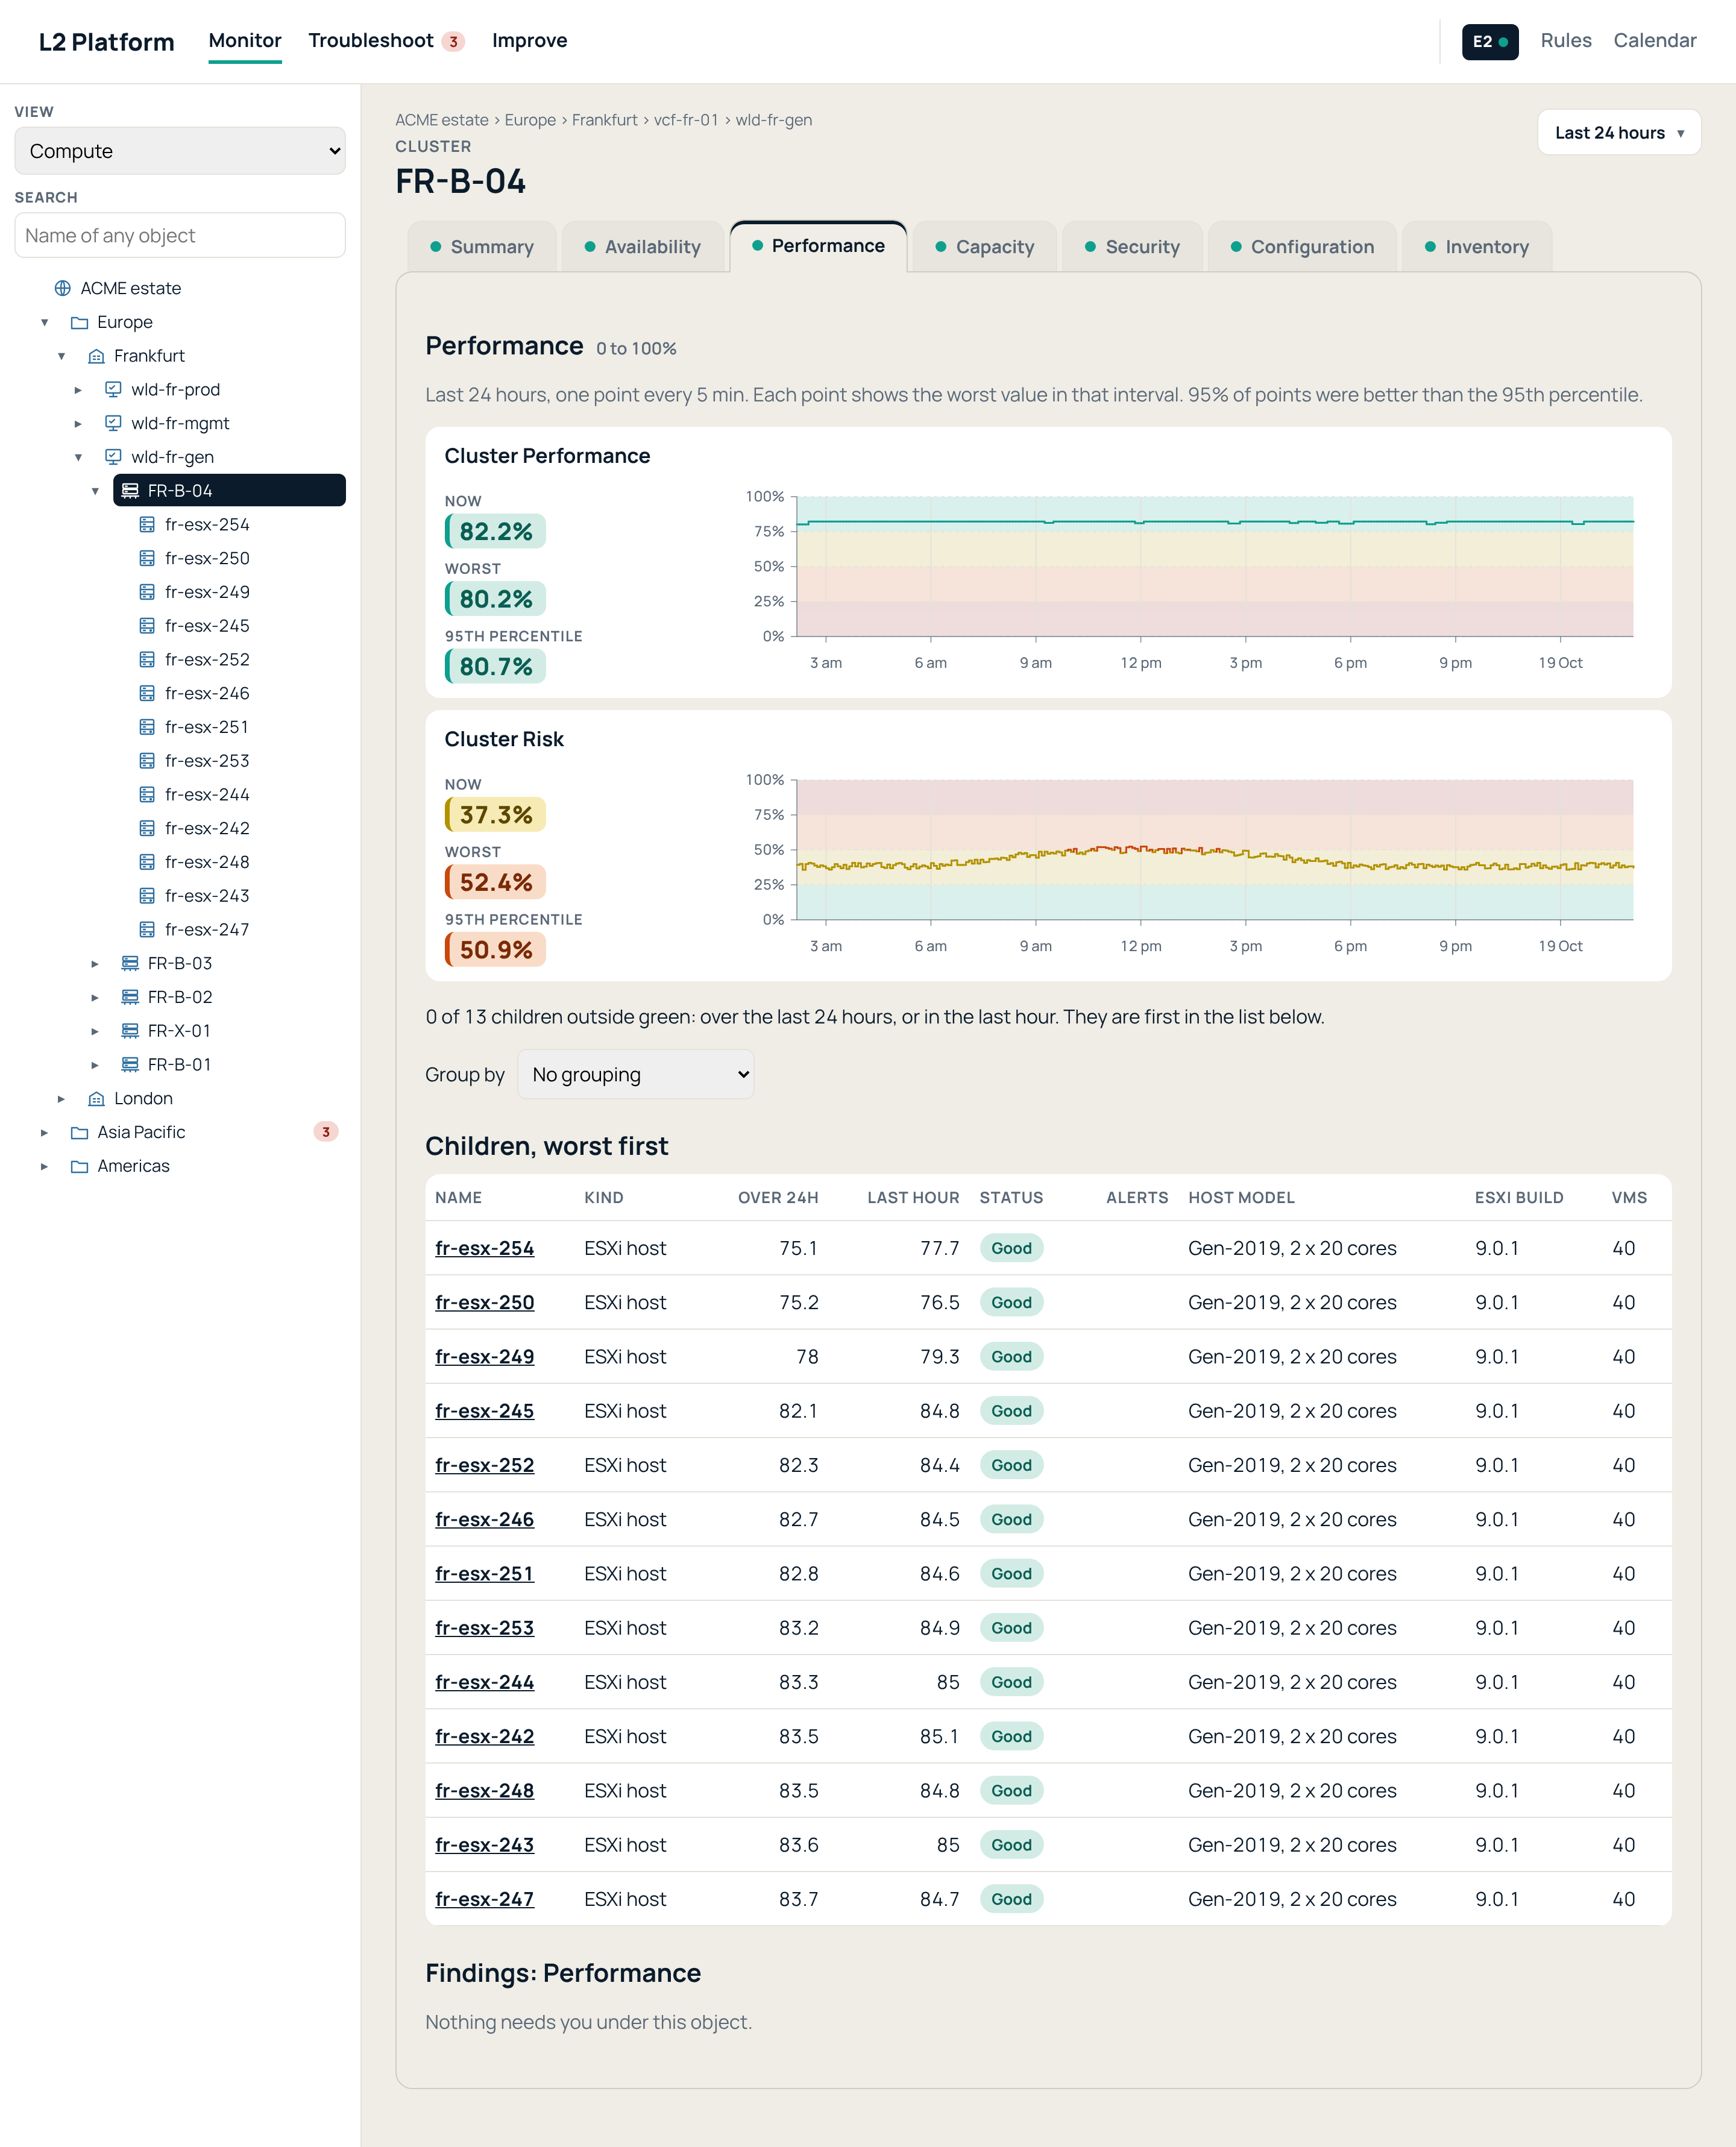 L2 Platform
Monitor
Troubleshoot 3
Improve
E2
Rules
Calendar
VIEW
Compute
SEARCH
Name of any object
ACME estate
Europe
Frankfurt
wld-fr-prod
wld-fr-mgmt
wld-fr-gen
FR-B-04
fr-esx-254
fr-esx-250
fr-esx-249
fr-esx-245
fr-esx-252
fr-esx-246
fr-esx-251
fr-esx-253
fr-esx-244
fr-esx-242
fr-esx-248
fr-esx-243
fr-esx-247
FR-B-03
FR-B-02
FR-X-01
FR-B-01
London
Asia Pacific 3
Americas
ACME estate › Europe › Frankfurt › vcf-fr-01 › wld-fr-gen
CLUSTER
FR-B-04
Last 24 hours
Summary
Availability
Performance
Capacity
Security
Configuration
Inventory
Performance 0 to 100%
Last 24 hours, one point every 5 min. Each point shows the worst value in that interval. 95% of points were better than the 95th percentile.
Cluster Performance
NOW
82.2%
WORST
80.2%
95TH PERCENTILE
80.7%
100%
75%
50%
25%
0%
3 am 6 am 9 am 12 pm 3 pm 6 pm 9 pm 19 Oct
Cluster Risk
NOW
37.3%
WORST
52.4%
95TH PERCENTILE
50.9%
100%
75%
50%
25%
0%
3 am 6 am 9 am 12 pm 3 pm 6 pm 9 pm 19 Oct
0 of 13 children outside green: over the last 24 hours, or in the last hour. They are first in the list below.
Group by No grouping
Children, worst first
NAME KIND OVER 24H LAST HOUR STATUS ALERTS HOST MODEL ESXI BUILD VMS
fr-esx-254 ESXi host 75.1 77.7 Good Gen-2019, 2 x 20 cores 9.0.1 40
fr-esx-250 ESXi host 75.2 76.5 Good Gen-2019, 2 x 20 cores 9.0.1 40
fr-esx-249 ESXi host 78 79.3 Good Gen-2019, 2 x 20 cores 9.0.1 40
fr-esx-245 ESXi host 82.1 84.8 Good Gen-2019, 2 x 20 cores 9.0.1 40
fr-esx-252 ESXi host 82.3 84.4 Good Gen-2019, 2 x 20 cores 9.0.1 40
fr-esx-246 ESXi host 82.7 84.5 Good Gen-2019, 2 x 20 cores 9.0.1 40
fr-esx-251 ESXi host 82.8 84.6 Good Gen-2019, 2 x 20 cores 9.0.1 40
fr-esx-253 ESXi host 83.2 84.9 Good Gen-2019, 2 x 20 cores 9.0.1 40
fr-esx-244 ESXi host 83.3 85 Good Gen-2019, 2 x 20 cores 9.0.1 40
fr-esx-242 ESXi host 83.5 85.1 Good Gen-2019, 2 x 20 cores 9.0.1 40
fr-esx-248 ESXi host 83.5 84.8 Good Gen-2019, 2 x 20 cores 9.0.1 40
fr-esx-243 ESXi host 83.6 85 Good Gen-2019, 2 x 20 cores 9.0.1 40
fr-esx-247 ESXi host 83.7 84.7 Good Gen-2019, 2 x 20 cores 9.0.1 40
Findings: Performance
Nothing needs you under this object.